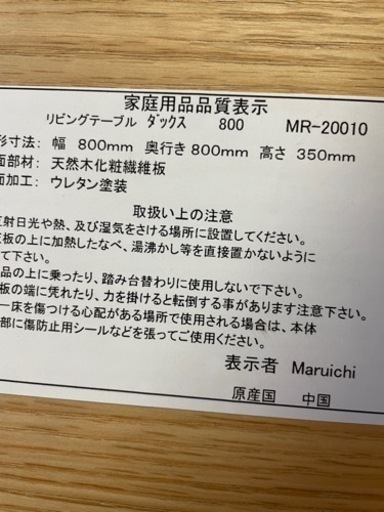 家庭用品品質表示
リビングテーブル ダックス 800 MR-20010
形寸法： 幅 800mm 奥行き800mm 高さ 350mm
面部材： 天然木化粧繊維板
面加工： ウレタン塗装
取扱い上の注意
射日光や熱、及び湿気をさける場所に設置してください。
板の上に加熱したなべ、湯沸かし等を直接置かないように
て下さい。
品の上に乗ったり、踏み台替わりに使用しないで下さい。
板の端に凭れたり、力を掛けると転倒する事があります注意下さい。
一床を傷つける心配がある場所で使用される場合は、本体
部に傷防止用シールなどを張ってご使用ください。
表示者 Maruichi
原産国 中国